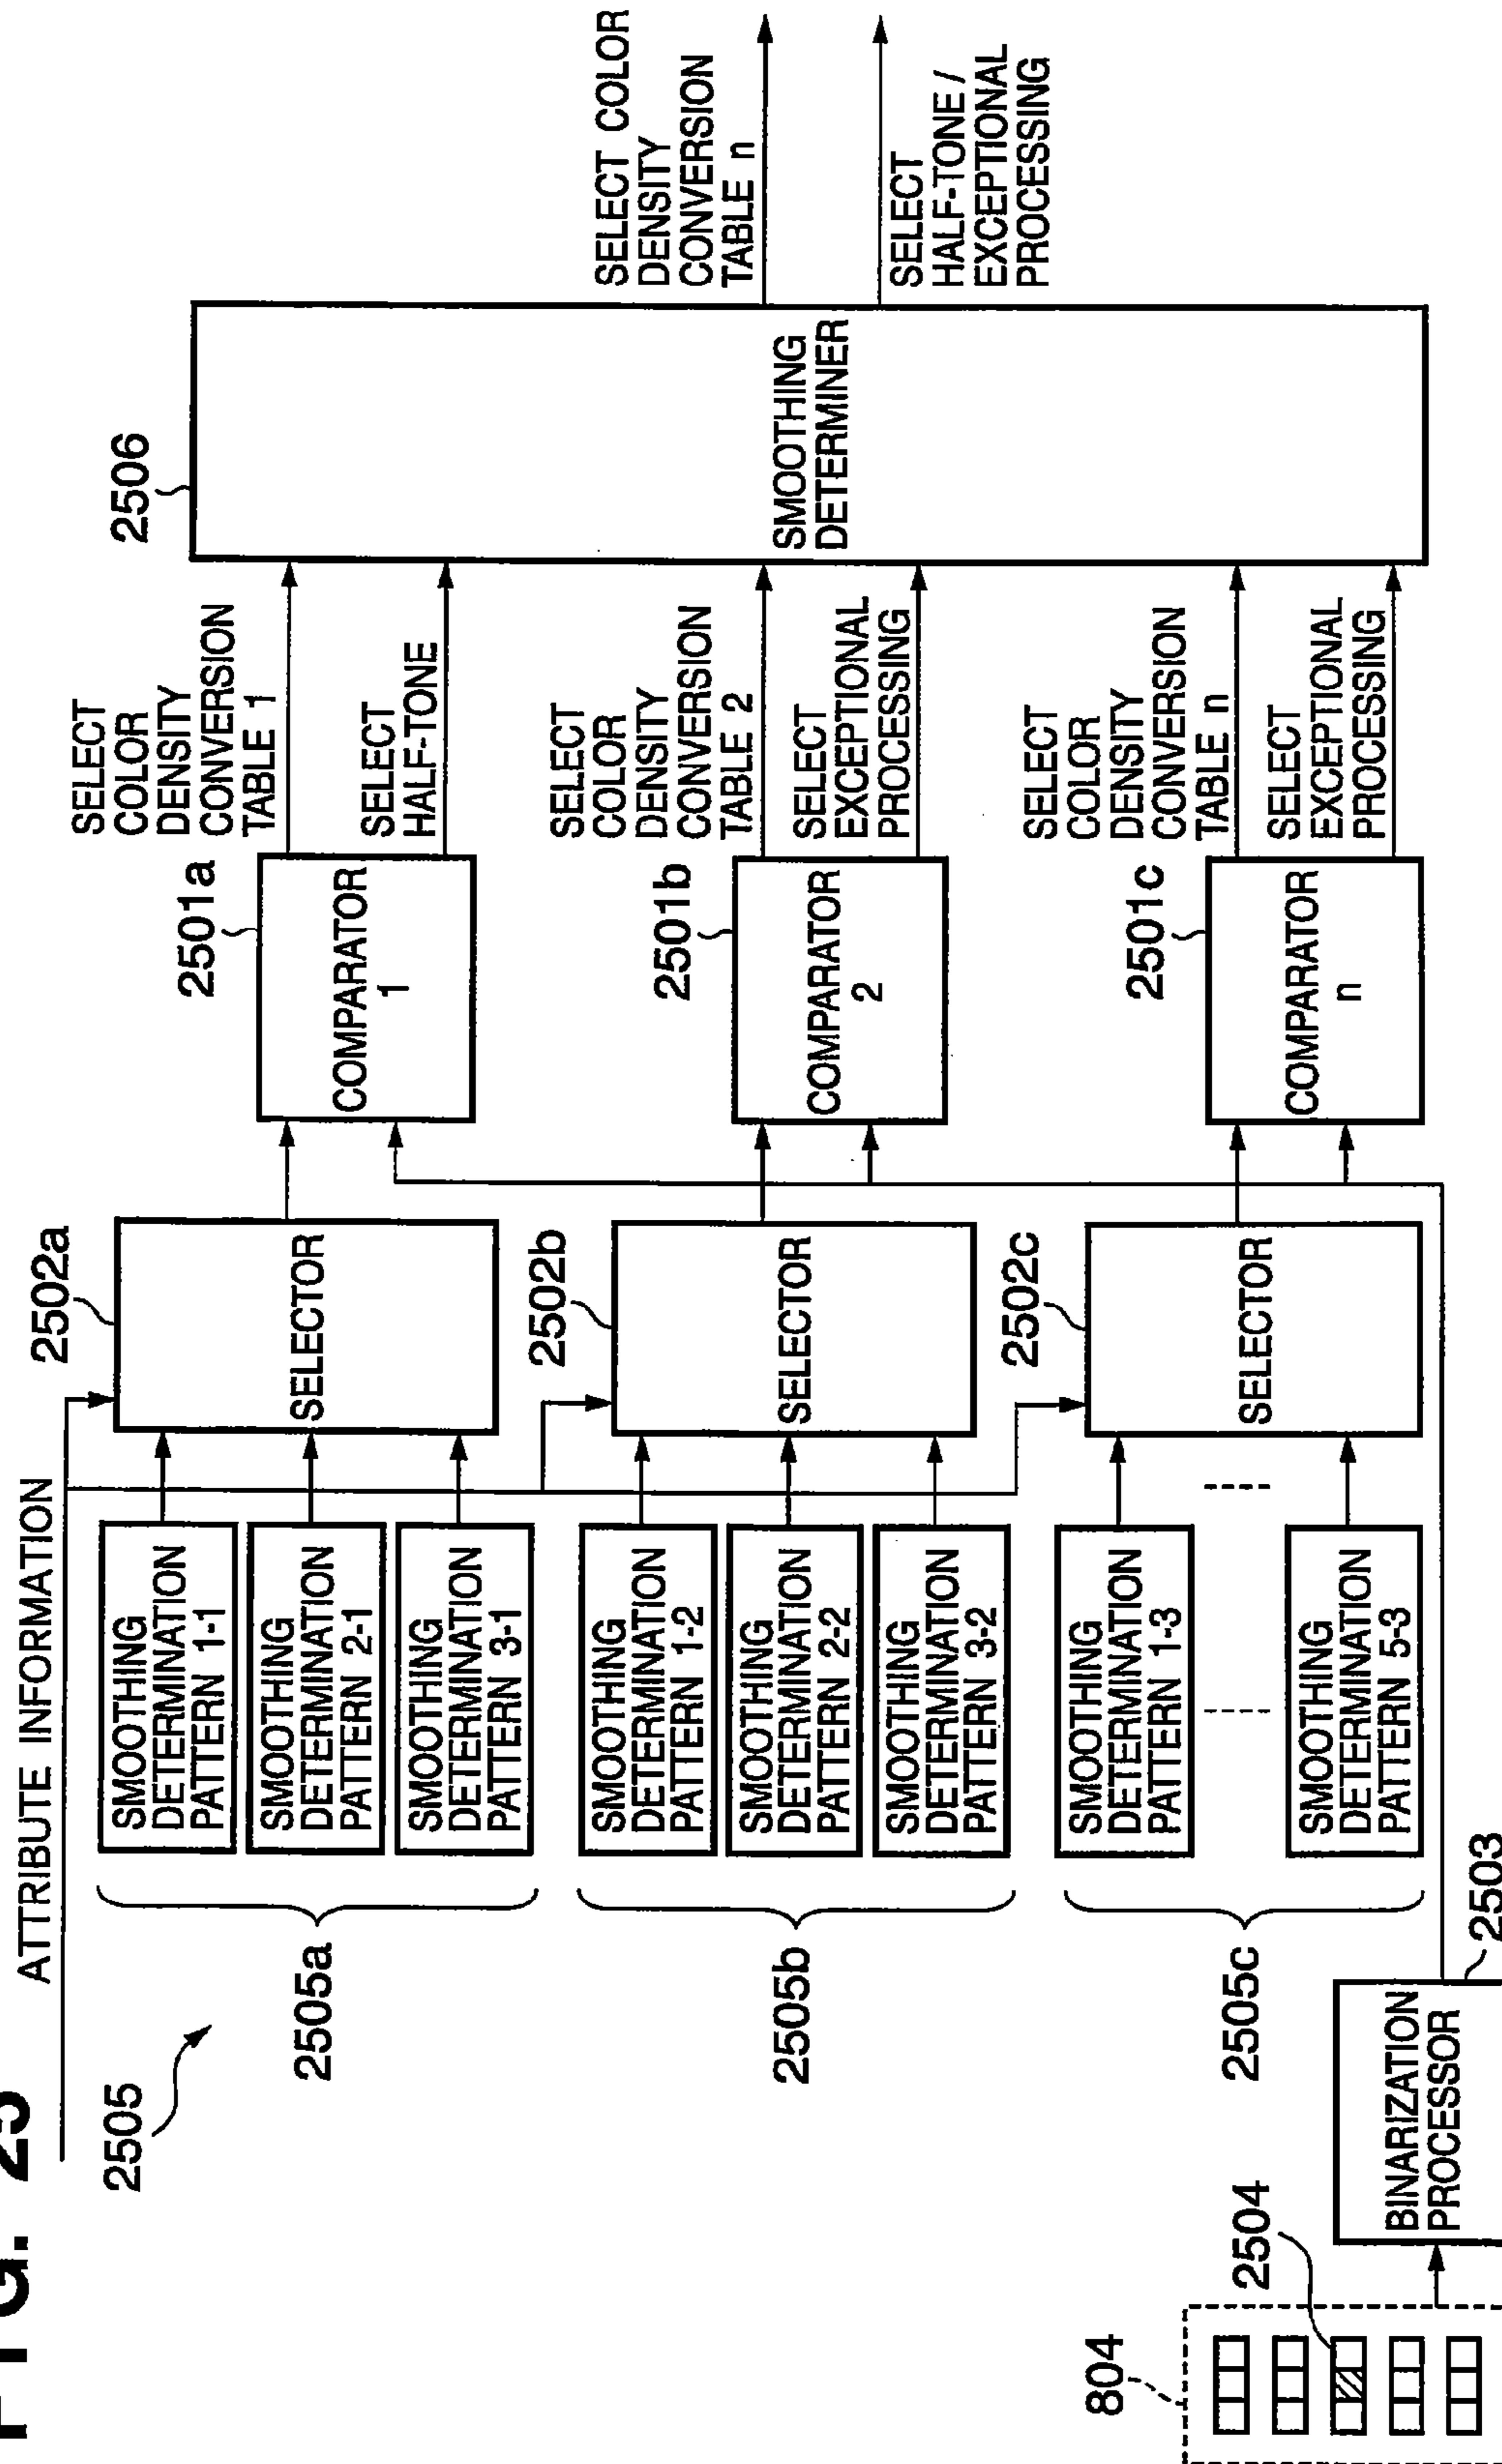 FIG. 25
ATTRIBUTE INFORMATION
2505
2505a
SMOOTHING
DETERMINATION
PATTERN 1-1
SMOOTHING
DETERMINATION
PATTERN 2-1
SMOOTHING
DETERMINATION
PATTERN 3-1
2502a
SELECTOR
2501a
COMPARATOR
1
SELECT
COLOR
DENSITY
CONVERSION
TABLE 1
SELECT
HALF-TONE
2505b
SMOOTHING
DETERMINATION
PATTERN 1-2
SMOOTHING
DETERMINATION
PATTERN 2-2
SMOOTHING
DETERMINATION
PATTERN 3-2
2502b
SELECTOR
2501b
COMPARATOR
2
SELECT
COLOR
DENSITY
CONVERSION
TABLE 2
SELECT
EXCEPTIONAL
PROCESSING
2505c
SMOOTHING
DETERMINATION
PATTERN 1-3
SMOOTHING
DETERMINATION
PATTERN 5-3
2502c
SELECTOR
2501c
COMPARATOR
n
SELECT
COLOR
DENSITY
CONVERSION
TABLE n
SELECT
EXCEPTIONAL
PROCESSING
2506
SMOOTHING
DETERMINER
SELECT COLOR
DENSITY
CONVERSION
TABLE n
SELECT
HALF-TONE /
EXCEPTIONAL
PROCESSING
804
2504
BINARIZATION
PROCESSOR
2503